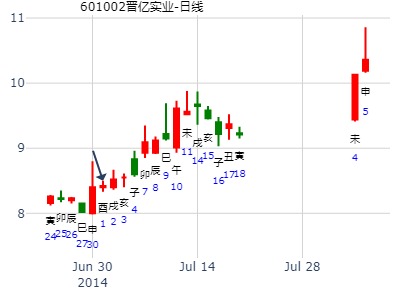 601002晋亿实业-日线
11
10
9
8
寅
24
卯
25
辰
26
巳
27
申
30
酉
1
戌
2
亥
3
子
4
卯
7
辰
8
巳
9
午
10
未
11
戌
14
亥
15
子
16
丑
17
寅
18
未
4
申
5
Jun 30
2014
Jul 14
Jul 28